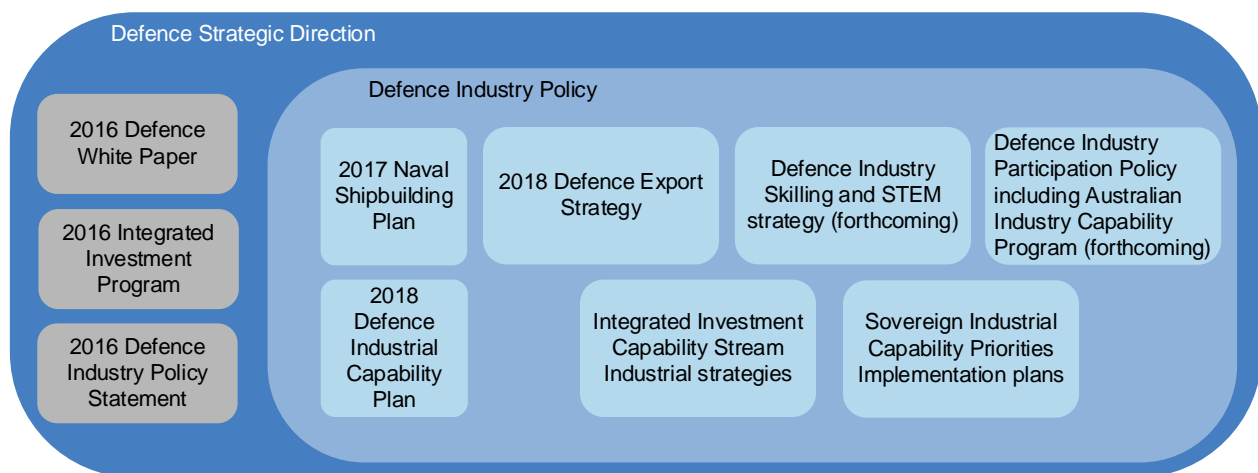 Defence Strategic Direction
2016 Defence
White Paper
2016 Integrated
Investment
Program
2016 Defence
Industry Policy
Statement
Defence Industry Policy
2017 Naval
Shipbuilding
Plan
2018 Defence Export
Strategy
Defence Industry
Skilling and STEM
strategy (forthcoming)
Defence Industry
Participation Policy
including Australian
Industry Capability
Program (forthcoming)
2018
Defence
Industrial
Capability
Plan
Integrated Investment
Capability Stream
Industrial strategies
Sovereign Industrial
Capability Priorities
Implementation plans